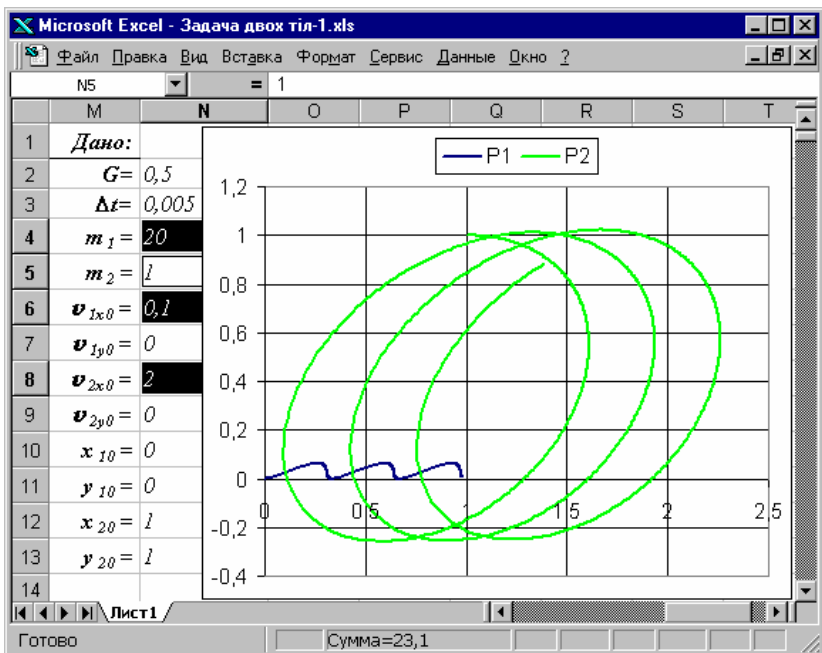 Microsoft Excel - Задача двох тіл-1.xls
Файл Правка Вид Вставка Формат Сервис Данные Окно ?
N5 = 1
M N O P Q R S T
1 Дано:
2 G= 0,5
3 Δt= 0,005
4 m 1 = 20
5 m 2 = 1
6 v 1x0 = 0,1
7 v 1y0 = 0
8 v 2x0 = 2
9 v 2y0 = 0
10 x 10 = 0
11 y 10 = 0
12 x 20 = 1
13 y 20 = 1
14
P1 P2
1,2
1
0,8
0,6
0,4
0,2
0
-0,2
-0,4
0 0,5 1 1,5 2 2,5
Лист1
Готово Сумма=23,1